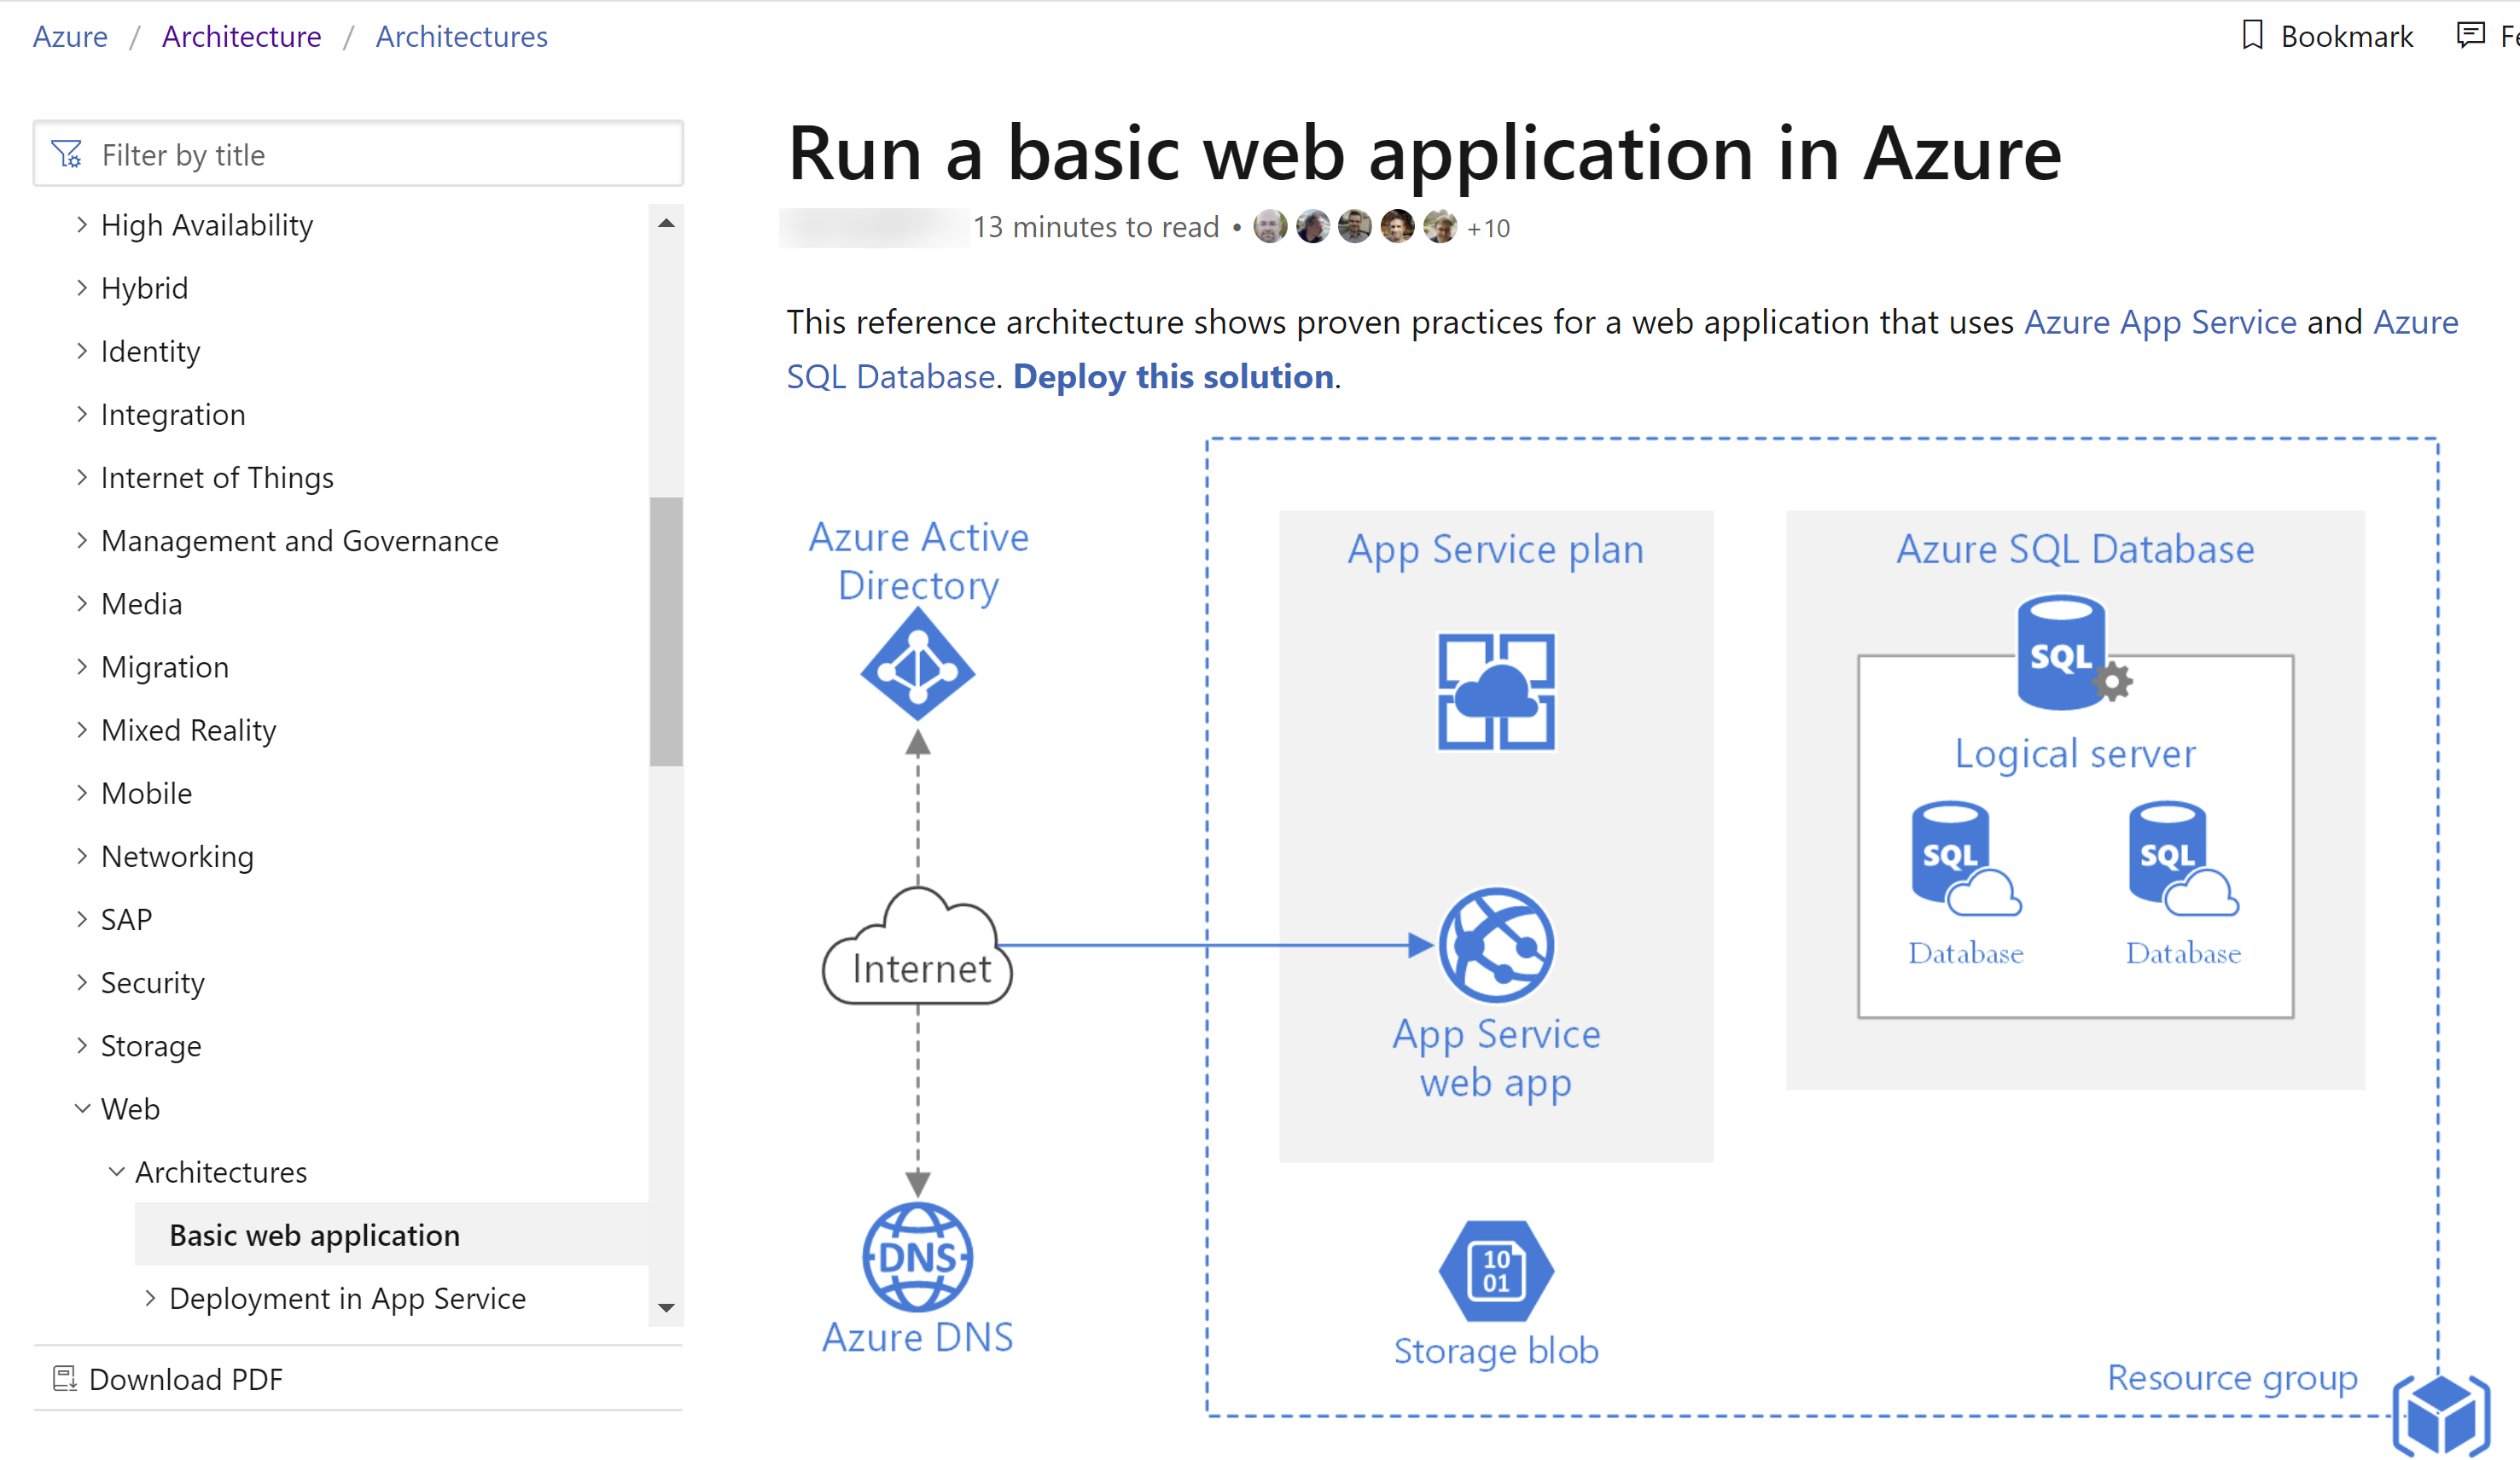 Azure / Architecture / Architectures
Bookmark
Filter by title
High Availability
Hybrid
Identity
Integration
Internet of Things
Management and Governance
Media
Migration
Mixed Reality
Mobile
Networking
SAP
Security
Storage
Web
Architectures
Basic web application
Deployment in App Service
Download PDF
Run a basic web application in Azure
13 minutes to read • +10
This reference architecture shows proven practices for a web application that uses Azure App Service and Azure
SQL Database. Deploy this solution.
Azure Active
Directory
Internet
DNS
Azure DNS
App Service plan
App Service
web app
10
01
Storage blob
Azure SQL Database
SQL
Logical server
SQL SQL
Database Database
Resource group